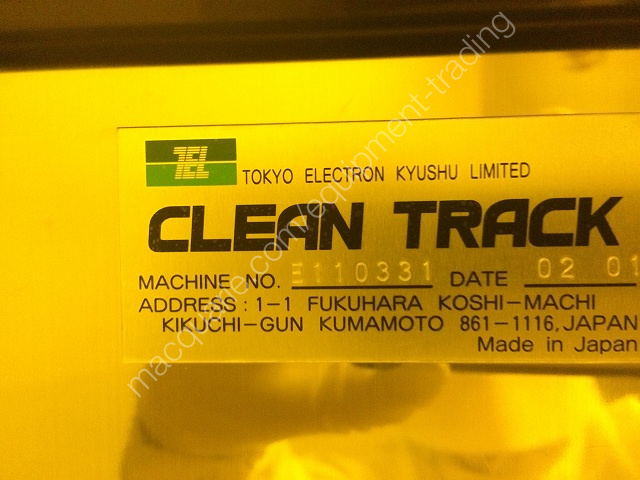 TEL TOKYO ELECTRON KYUSHU LIMITED
CLEAN TRACK
MACHINE NO. E110331 DATE 02 01
ADDRESS : 1-1 FUKUHARA KOSHI-MACHI
KIKUCHI-GUN KUMAMOTO 861-1116, JAPAN
Made in Japan
macquarie.com/equipment-trading